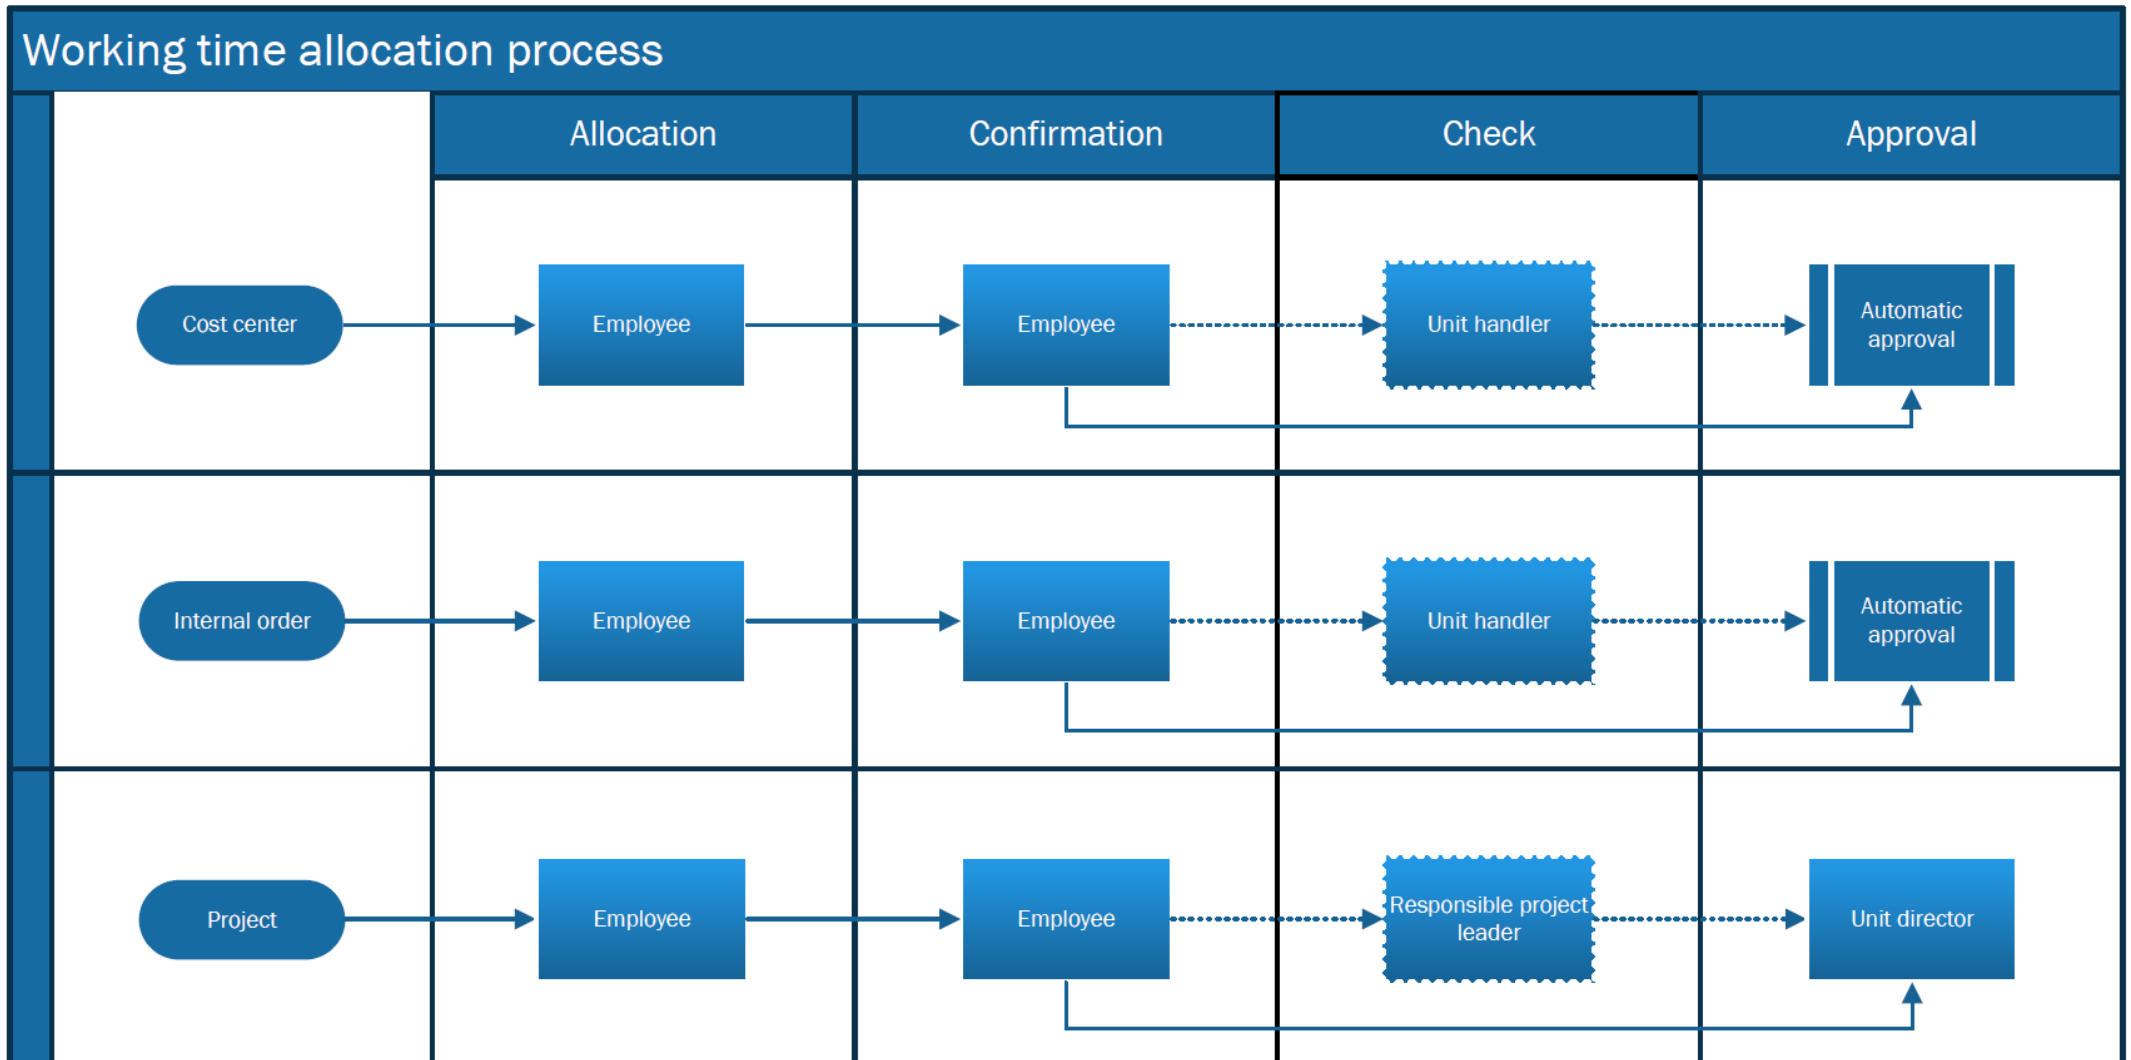 Working time allocation process
Allocation
Confirmation
Check
Approval
Cost center
Employee
Employee
Unit handler
Automatic
approval
Internal order
Employee
Employee
Unit handler
Automatic
approval
Project
Employee
Employee
Responsible project
leader
Unit director